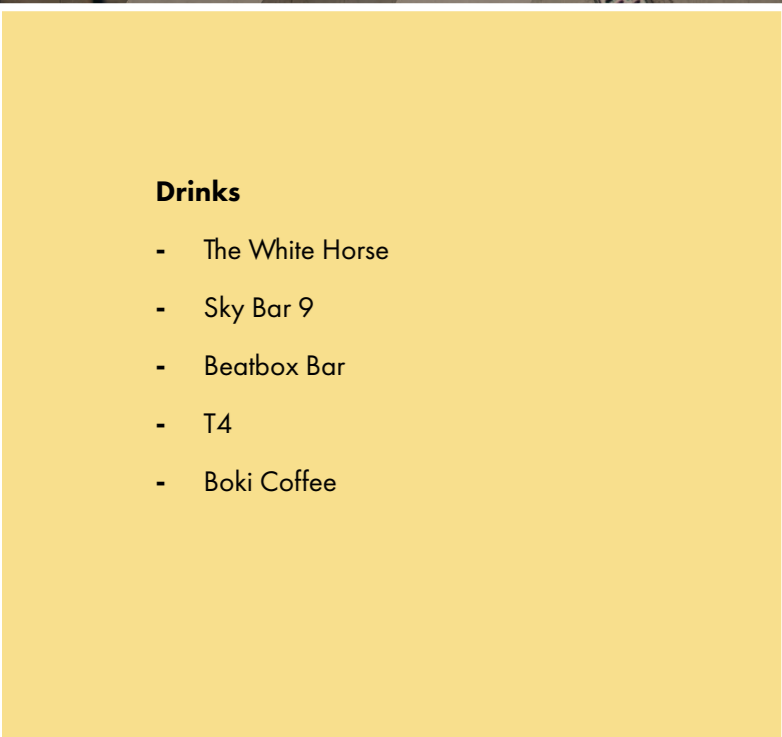 Drinks
- The White Horse
- Sky Bar 9
- Beatbox Bar
- T4
- Boki Coffee